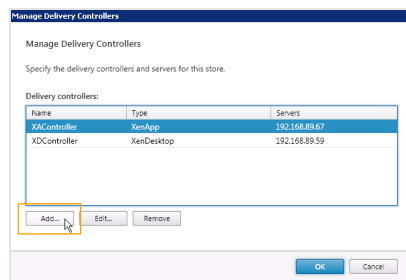 Manage Delivery Controllers
Manage Delivery Controllers
Specify the delivery controllers and servers for this store.
Delivery controllers:
Name Type Servers
XAController XenApp 192.168.89.67
XDController XenDesktop 192.168.89.59
Add... Edit... Remove
OK Cancel